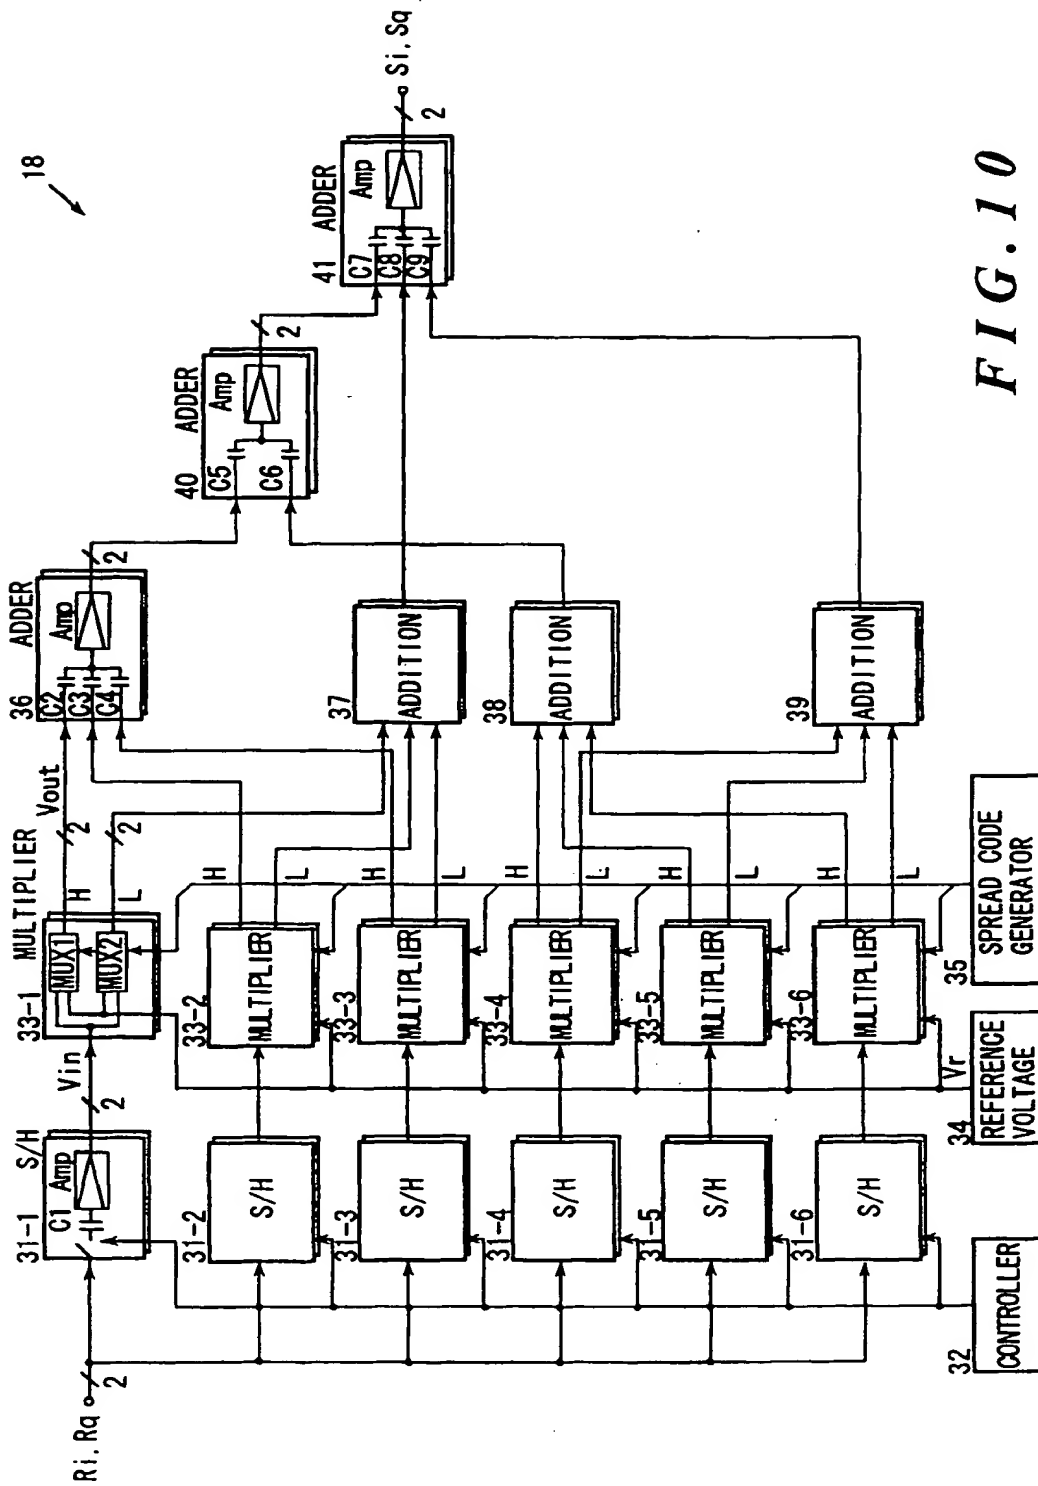 18
Ri, Rq
2
31-1
S/H
C1
Amp
Vin
2
33-1
MULTIPLIER
MUX1
MUX2
H
L
Vout
2
2
36
ADDER
C2
C3
C4
Amp
2
40
ADDER
C5
C6
Amp
2
41
ADDER
C7
C8
C9
Amp
2
Si, Sq
31-2
S/H
33-2
MULTIPLIER
H
L
31-3
S/H
33-3
MULTIPLIER
H
L
37
ADDITION
31-4
S/H
33-4
MULTIPLIER
H
L
38
ADDITION
31-5
S/H
33-5
MULTIPLIER
H
L
31-6
S/H
33-6
MULTIPLIER
H
L
39
ADDITION
Vr
32
CONTROLLER
34
REFERENCE
VOLTAGE
35
SPREAD CODE
GENERATOR
FIG. 10